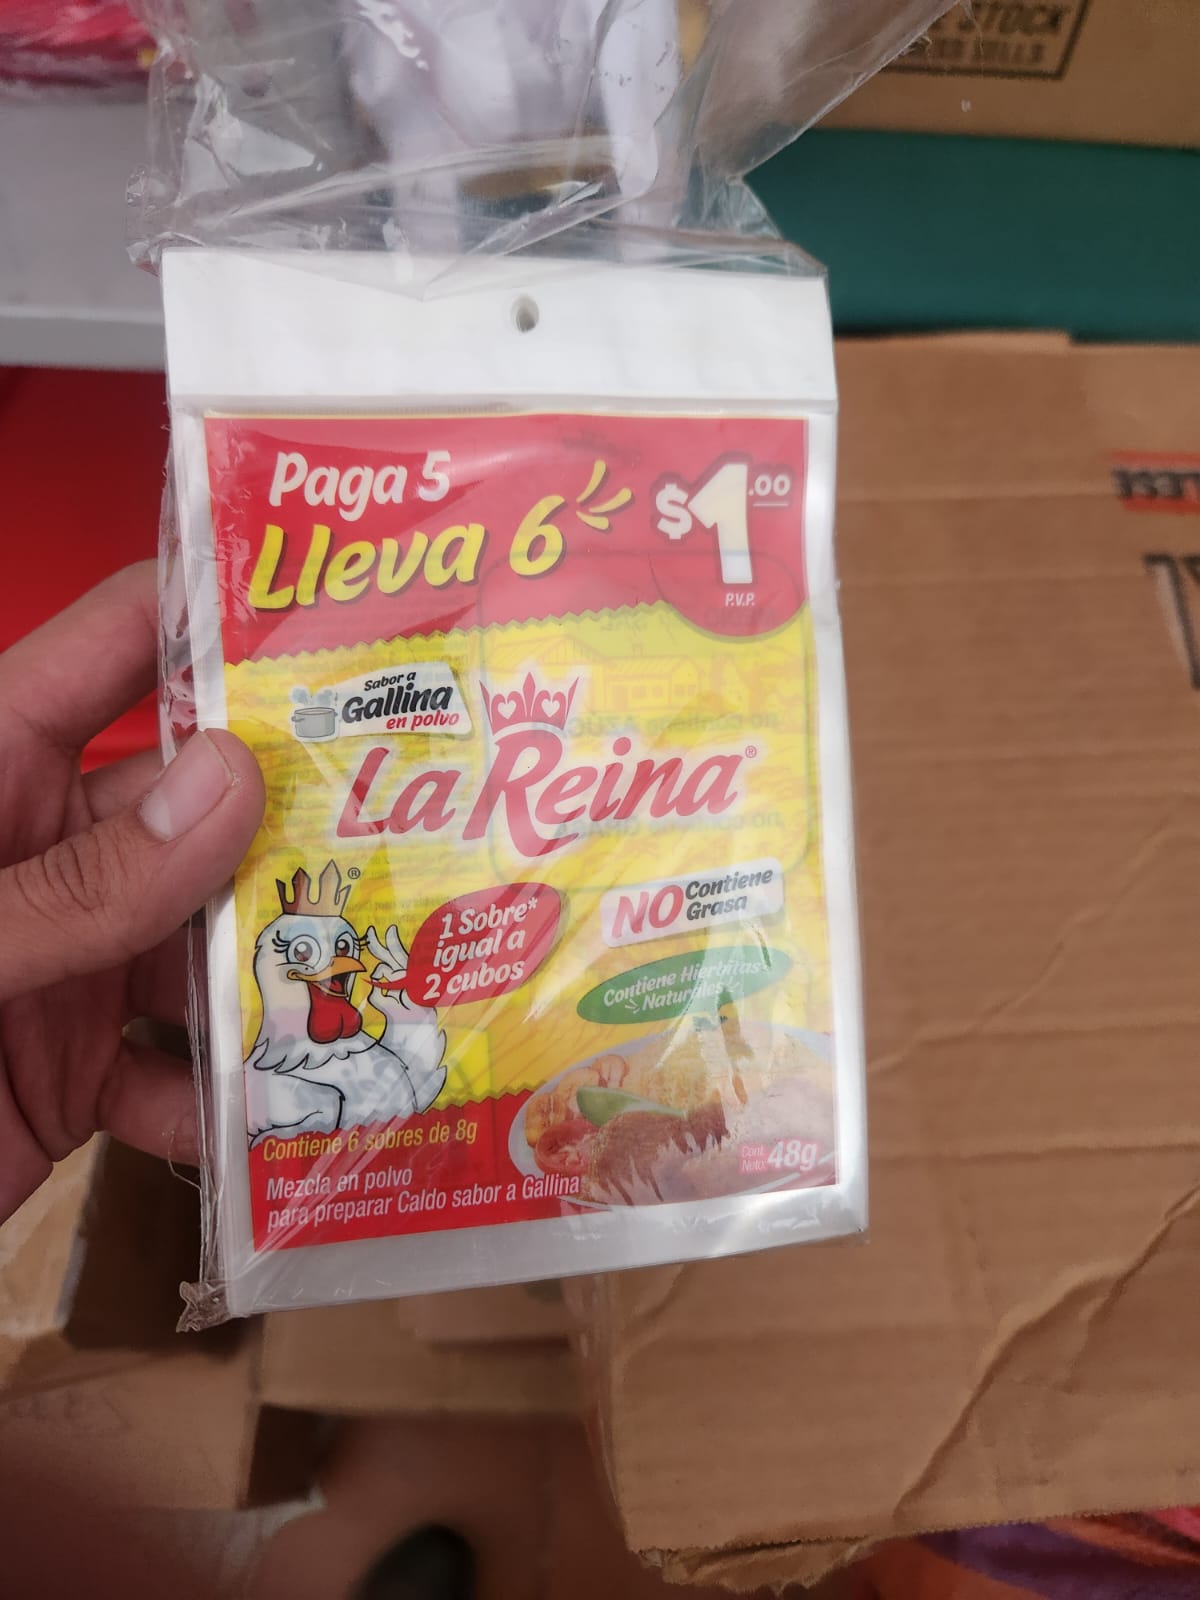 STOCK
Paga 5
Lleva 6
$1.00
P.V.P.
Sabor a
Gallina
en polvo
La Reina®
®
1 Sobre*
igual a
2 cubos
NO Contiene
Grasa
Contiene Hierbitas
Naturales
Contiene 6 sobres de 8g
Mezcla en polvo
para preparar Caldo sabor a Gallina
Cont.
Neto: 48g